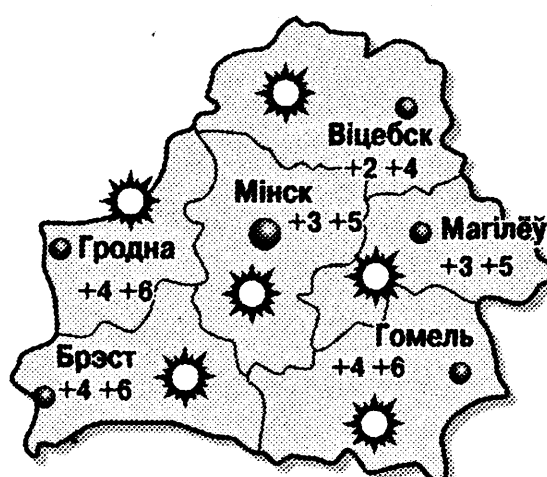 Віцебск
+2 +4
Мінск
+3 +5
Магілёў
+3 +5
Гродна
+4 +6
Гомель
+4 +6
Брэст
+4 +6